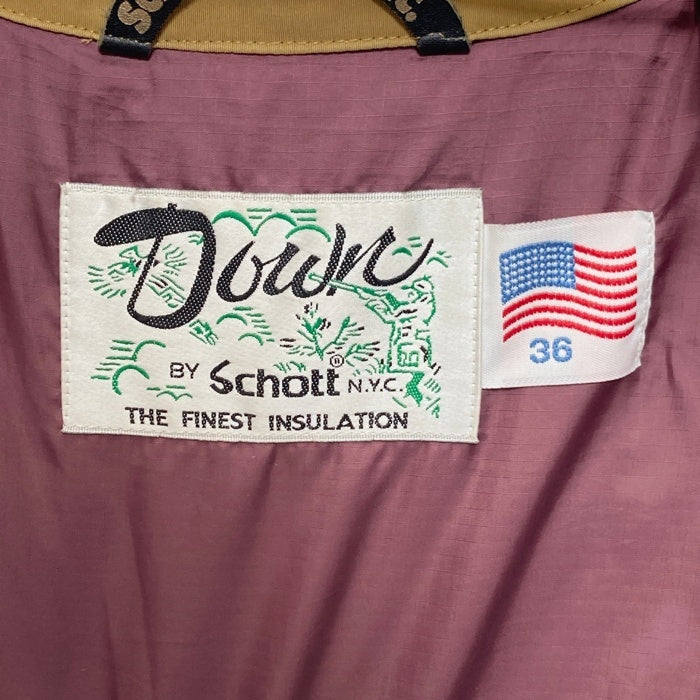 Down
BY Schott® N.Y.C.
THE FINEST INSULATION
36